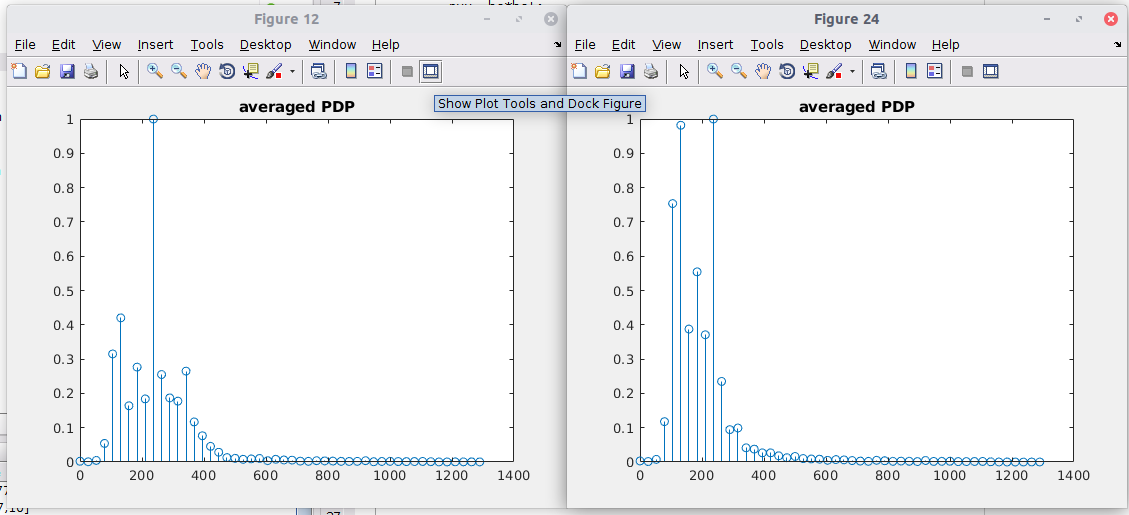 Figure 12
File Edit View Insert Tools Desktop Window Help
Show Plot Tools and Dock Figure
averaged PDP
1
0.9
0.8
0.7
0.6
0.5
0.4
0.3
0.2
0.1
0
0 200 400 600 800 1000 1200 1400
Figure 24
File Edit View Insert Tools Desktop Window Help
averaged PDP
1
0.9
0.8
0.7
0.6
0.5
0.4
0.3
0.2
0.1
0
0 200 400 600 800 1000 1200 1400